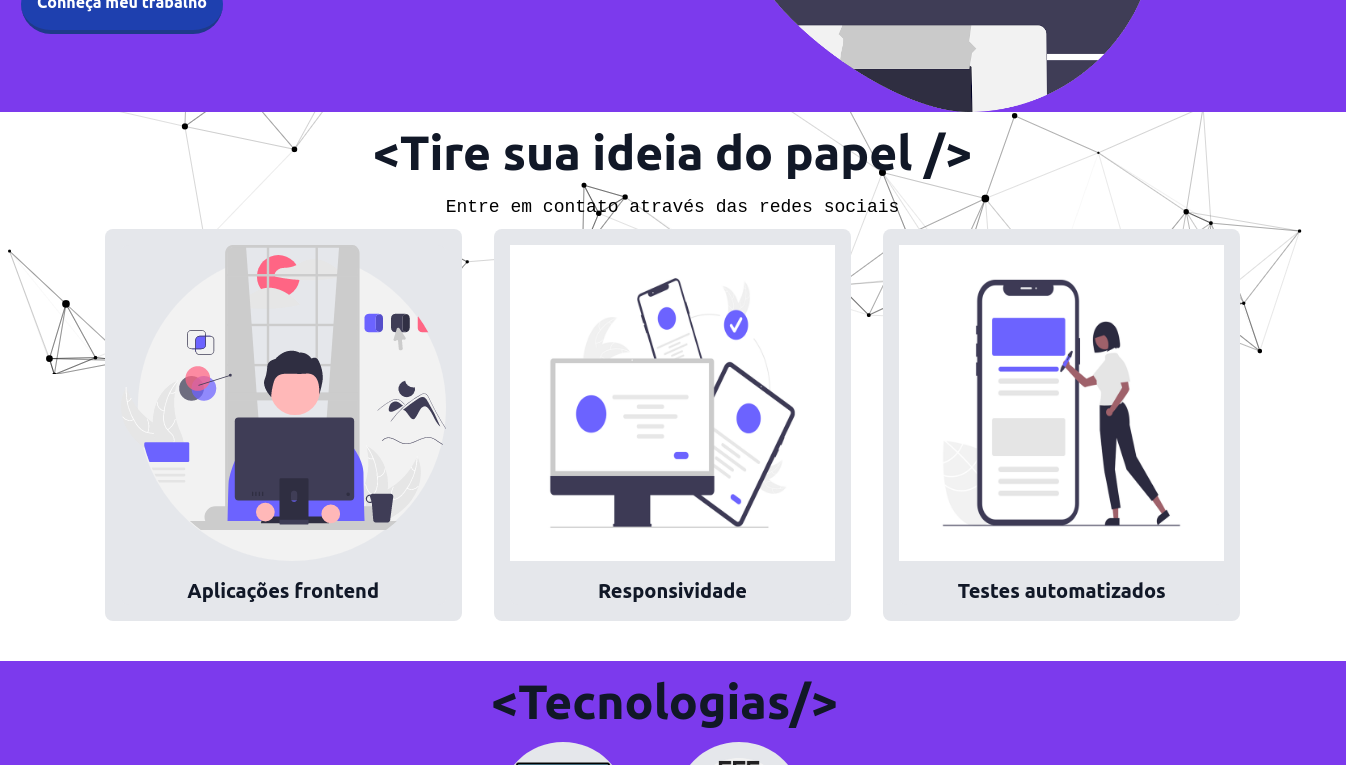 Conheça meu trabalho
<Tire sua ideia do papel />
Entre em contato através das redes sociais
Aplicações frontend
Responsividade
Testes automatizados
<Tecnologias/>